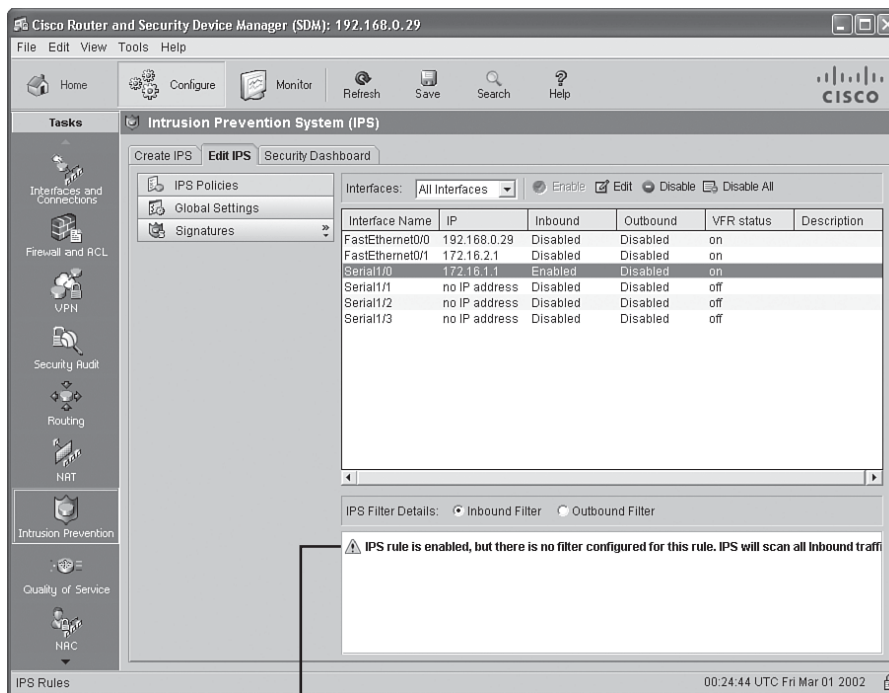 Cisco Router and Security Device Manager (SDM): 192.168.0.29
File Edit View Tools Help
Home Configure Monitor Refresh Save Search Help
CISCO
Tasks
Intrusion Prevention System (IPS)
Create IPS Edit IPS Security Dashboard
Interfaces and
Connections
Firewall and ACL
VPN
Security Audit
Routing
NAT
Intrusion Prevention
Quality of Service
NAC
IPS Policies
Global Settings
Signatures
Interfaces: All Interfaces Enable Edit Disable Disable All
Interface Name IP Inbound Outbound VFR status Description
FastEthernet0/0 192.168.0.29 Disabled Disabled on
FastEthernet0/1 172.16.2.1 Disabled Disabled on
Serial1/0 172.16.1.1 Enabled Disabled on
Serial1/1 no IP address Disabled Disabled off
Serial1/2 no IP address Disabled Disabled off
Serial1/3 no IP address Disabled Disabled off
IPS Filter Details: Inbound Filter Outbound Filter
IPS rule is enabled, but there is no filter configured for this rule. IPS will scan all Inbound traffi
IPS Rules 00:24:44 UTC Fri Mar 01 2002